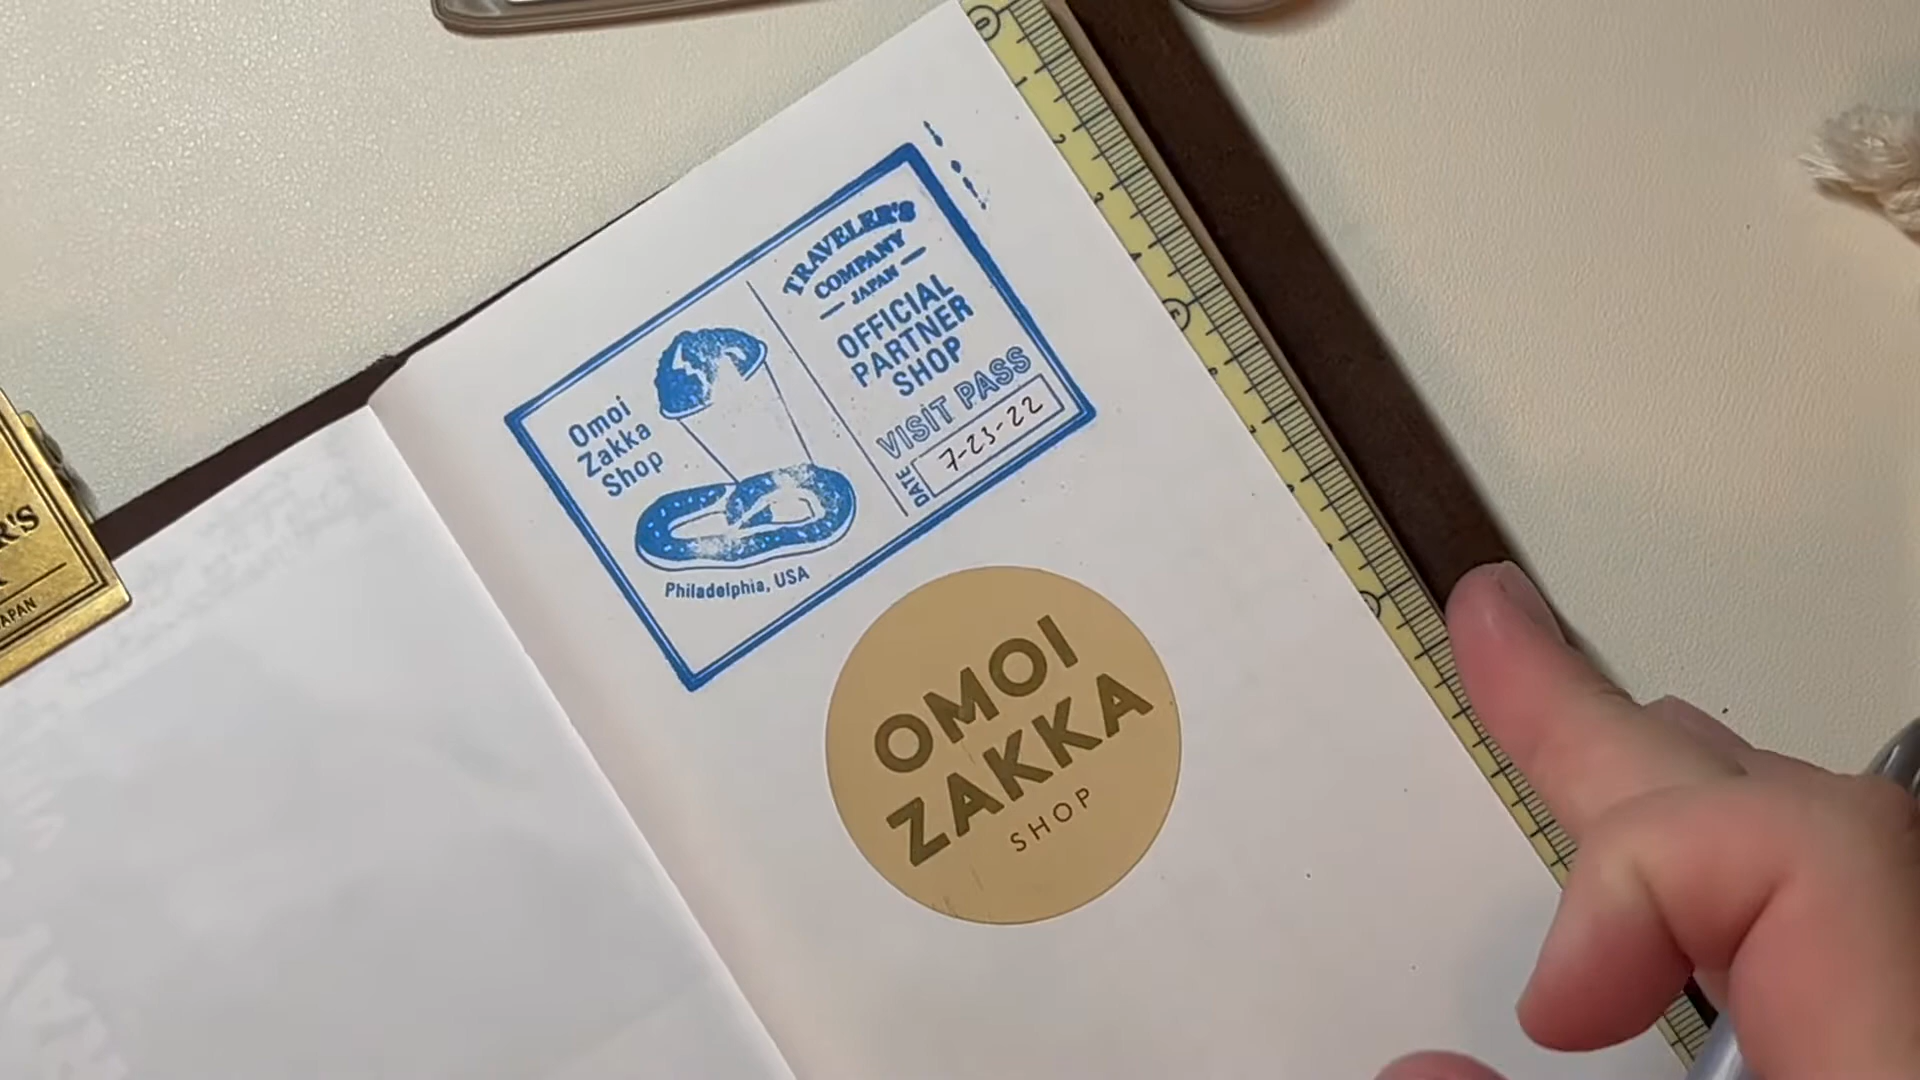 TRAVELER'S
COMPANY
JAPAN
OFFICIAL
PARTNER
SHOP
VISIT PASS
DATE 7-23-22
Omoi
Zakka
Shop
Philadelphia, USA
OMOI
ZAKKA
SHOP
R'S
APAN